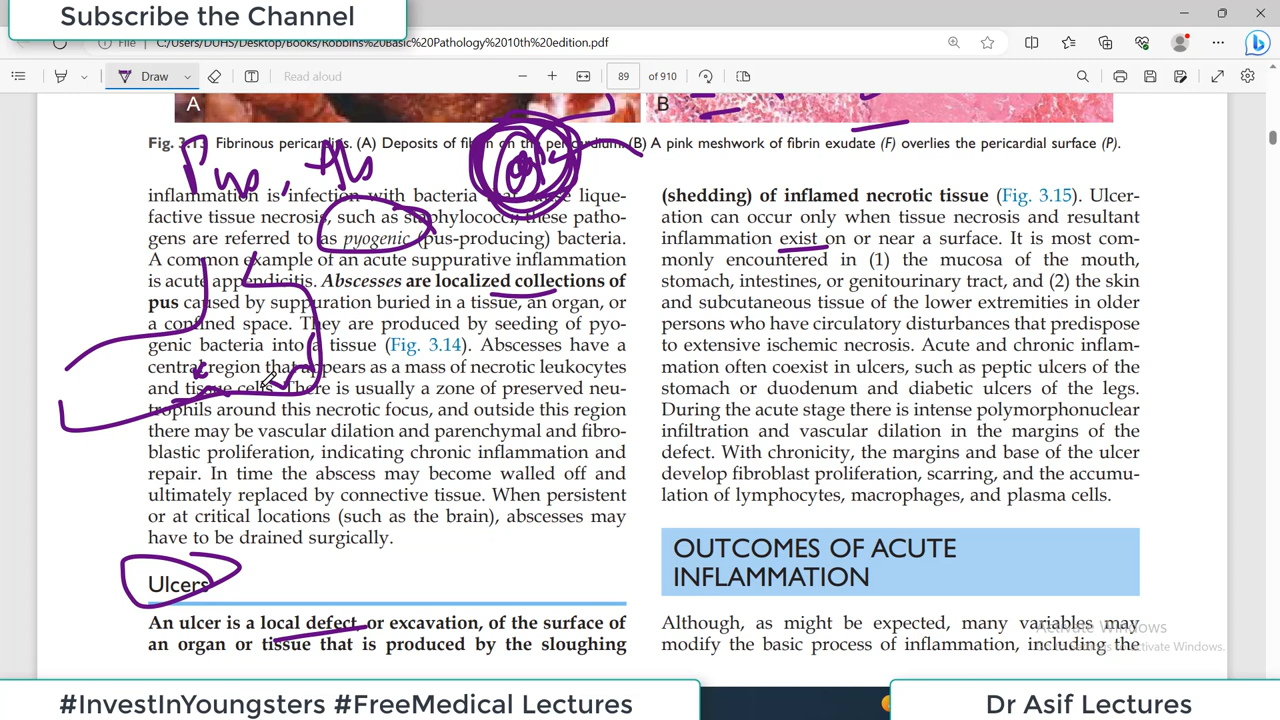 Subscribe the Channel
File C:/Users/DUHS/Desktop/Books/Robbins%20Basic%20Pathology%2010th%20edition.pdf
Draw Read aloud 89 of 910
A B
Fig. 3.13 Fibrinous pericarditis. (A) Deposits of fibrin on the pericardium. (B) A pink meshwork of fibrin exudate (F) overlies the pericardial surface (P).
Pus, Abs
inflammation is infection with bacteria that cause lique-
factive tissue necrosis, such as staphylococci; these patho-
gens are referred to as pyogenic (pus-producing) bacteria.
A common example of an acute suppurative inflammation
is acute appendicitis. Abscesses are localized collections of
pus caused by suppuration buried in a tissue, an organ, or
a confined space. They are produced by seeding of pyo-
genic bacteria into a tissue (Fig. 3.14). Abscesses have a
central region that appears as a mass of necrotic leukocytes
and tissue cells. There is usually a zone of preserved neu-
trophils around this necrotic focus, and outside this region
there may be vascular dilation and parenchymal and fibro-
blastic proliferation, indicating chronic inflammation and
repair. In time the abscess may become walled off and
ultimately replaced by connective tissue. When persistent
or at critical locations (such as the brain), abscesses may
have to be drained surgically.
Ulcers
An ulcer is a local defect, or excavation, of the surface of
an organ or tissue that is produced by the sloughing
(shedding) of inflamed necrotic tissue (Fig. 3.15). Ulcer-
ation can occur only when tissue necrosis and resultant
inflammation exist on or near a surface. It is most com-
monly encountered in (1) the mucosa of the mouth,
stomach, intestines, or genitourinary tract, and (2) the skin
and subcutaneous tissue of the lower extremities in older
persons who have circulatory disturbances that predispose
to extensive ischemic necrosis. Acute and chronic inflam-
mation often coexist in ulcers, such as peptic ulcers of the
stomach or duodenum and diabetic ulcers of the legs.
During the acute stage there is intense polymorphonuclear
infiltration and vascular dilation in the margins of the
defect. With chronicity, the margins and base of the ulcer
develop fibroblast proliferation, scarring, and the accumu-
lation of lymphocytes, macrophages, and plasma cells.
OUTCOMES OF ACUTE
INFLAMMATION
Although, as might be expected, many variables may
modify the basic process of inflammation, including the
Activate Windows
#InvestInYoungsters #FreeMedical Lectures
Dr Asif Lectures